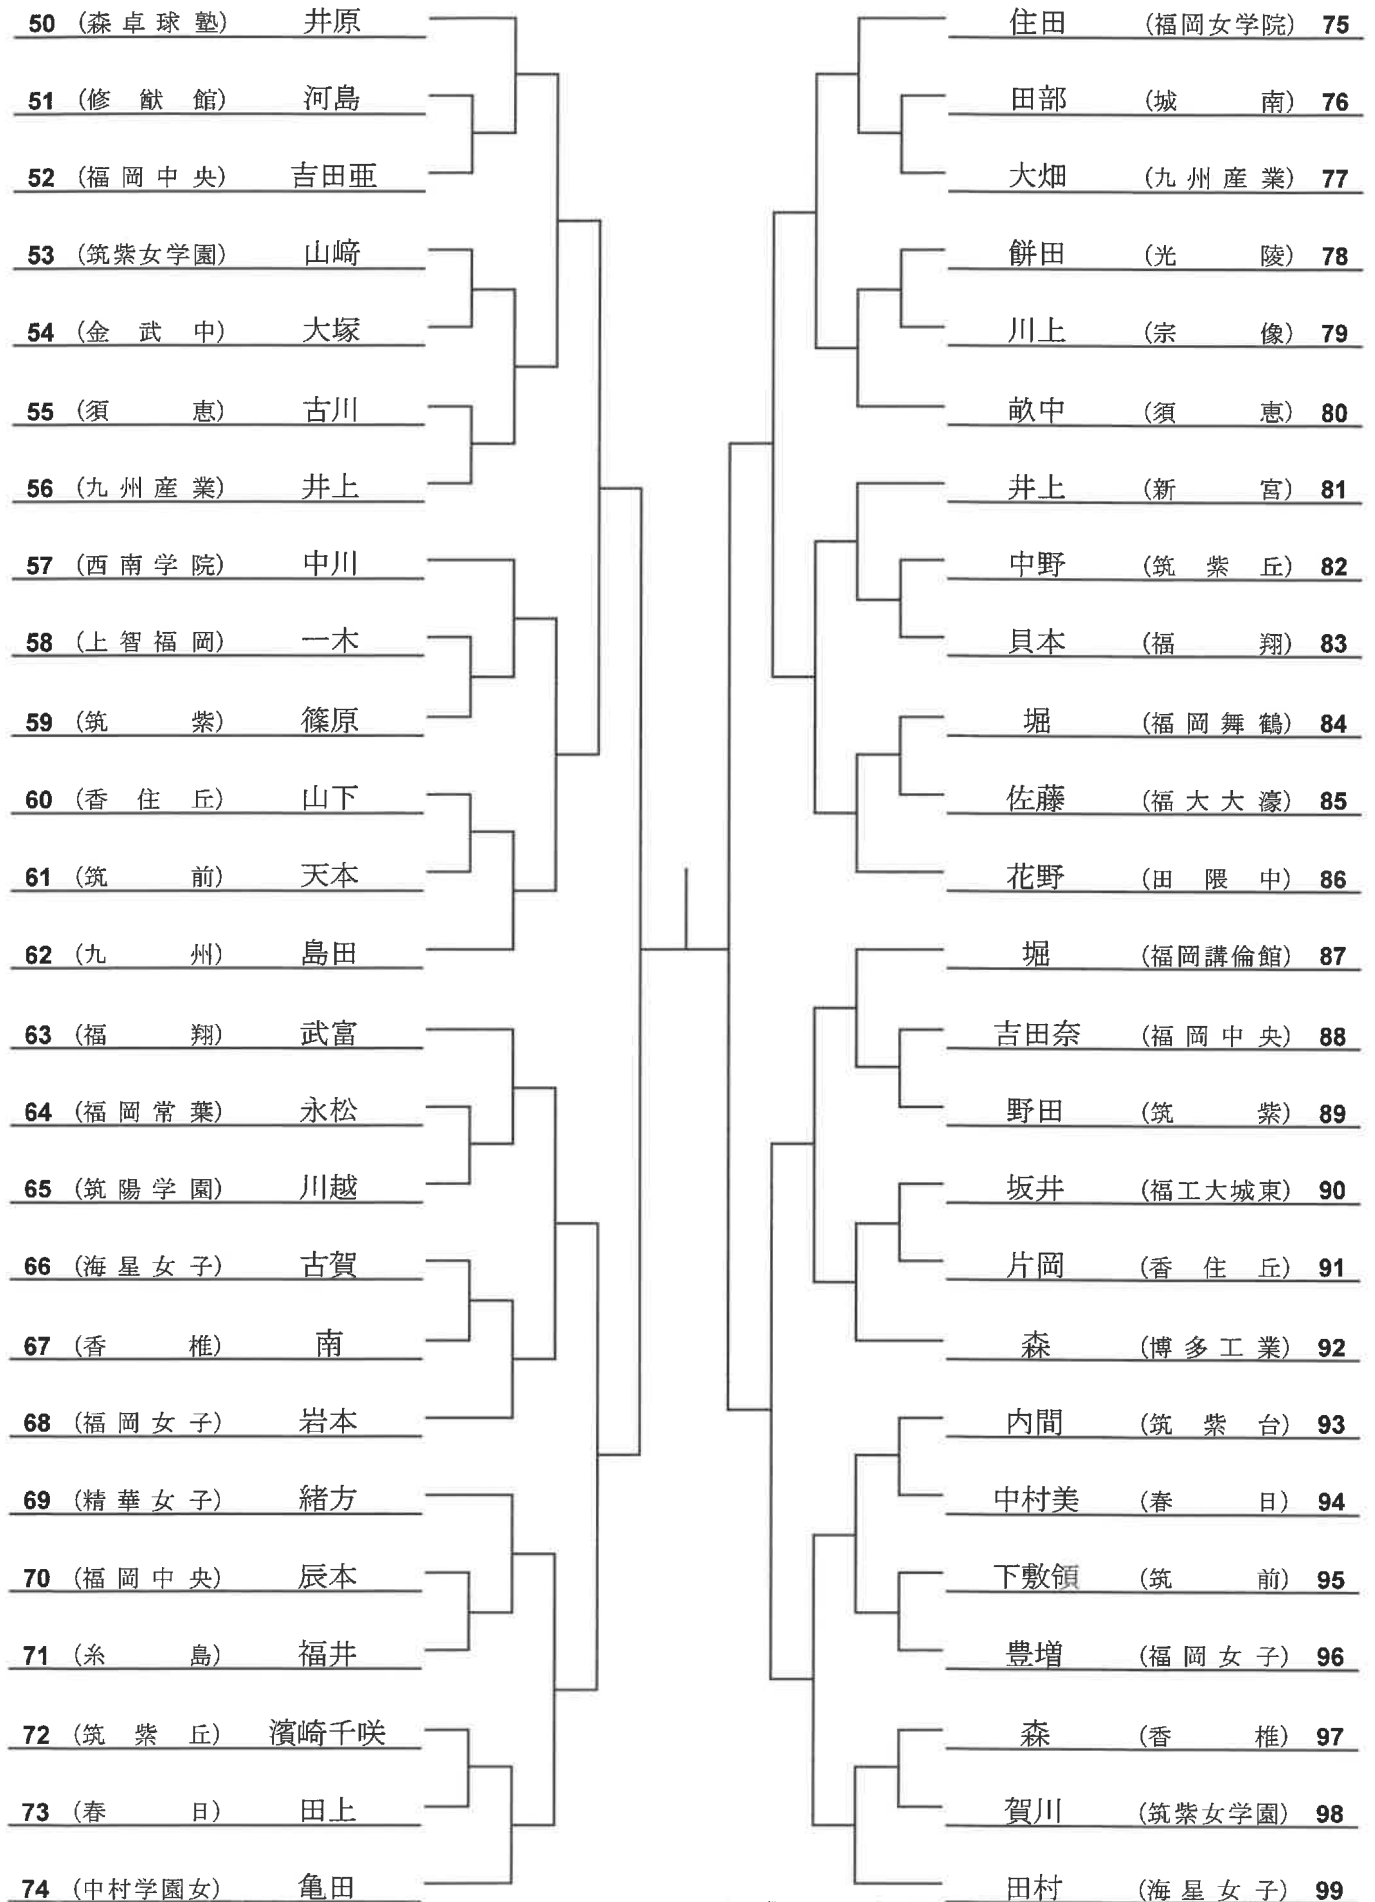 50 (森卓球塾) 井原
51 (修猷館) 河島
52 (福岡中央) 吉田亜
53 (筑紫女学園) 山﨑
54 (金武中) 大塚
55 (須恵) 古川
56 (九州産業) 井上
57 (西南学院) 中川
58 (上智福岡) 一木
59 (筑紫) 篠原
60 (香住丘) 山下
61 (筑前) 天本
62 (九州) 島田
63 (福翔) 武富
64 (福岡常葉) 永松
65 (筑陽学園) 川越
66 (海星女子) 古賀
67 (香椎) 南
68 (福岡女子) 岩本
69 (精華女子) 緒方
70 (福岡中央) 辰本
71 (糸島) 福井
72 (筑紫丘) 濱崎千咲
73 (春日) 田上
74 (中村学園女) 亀田
住田 (福岡女学院) 75
田部 (城南) 76
大畑 (九州産業) 77
餅田 (光陵) 78
川上 (宗像) 79
畝中 (須恵) 80
井上 (新宮) 81
中野 (筑紫丘) 82
貝本 (福翔) 83
堀 (福岡舞鶴) 84
佐藤 (福大大濠) 85
花野 (田隈中) 86
堀 (福岡講倫館) 87
吉田奈 (福岡中央) 88
野田 (筑紫) 89
坂井 (福工大城東) 90
片岡 (香住丘) 91
森 (博多工業) 92
内間 (筑紫台) 93
中村美 (春日) 94
下敷領 (筑前) 95
豊増 (福岡女子) 96
森 (香椎) 97
賀川 (筑紫女学園) 98
田村 (海星女子) 99